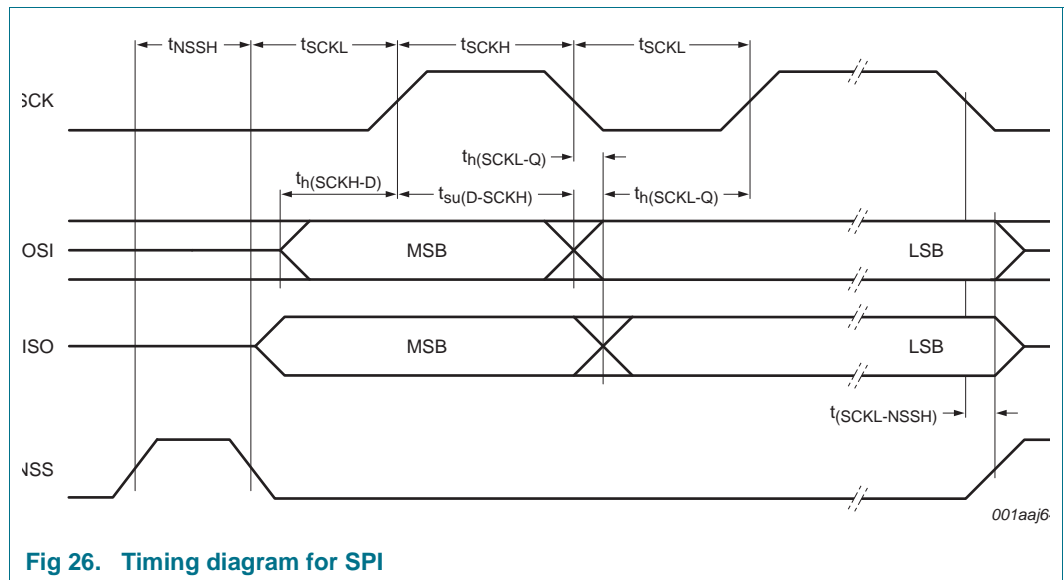 tNSSH tSCKL tSCKH tSCKL
SCK
th(SCKL-Q)
th(SCKH-D)
tsu(D-SCKH) th(SCKL-Q)
OSI MSB LSB
ISO MSB LSB
t(SCKL-NSSH)
NSS
001aaj6
Fig 26. Timing diagram for SPI